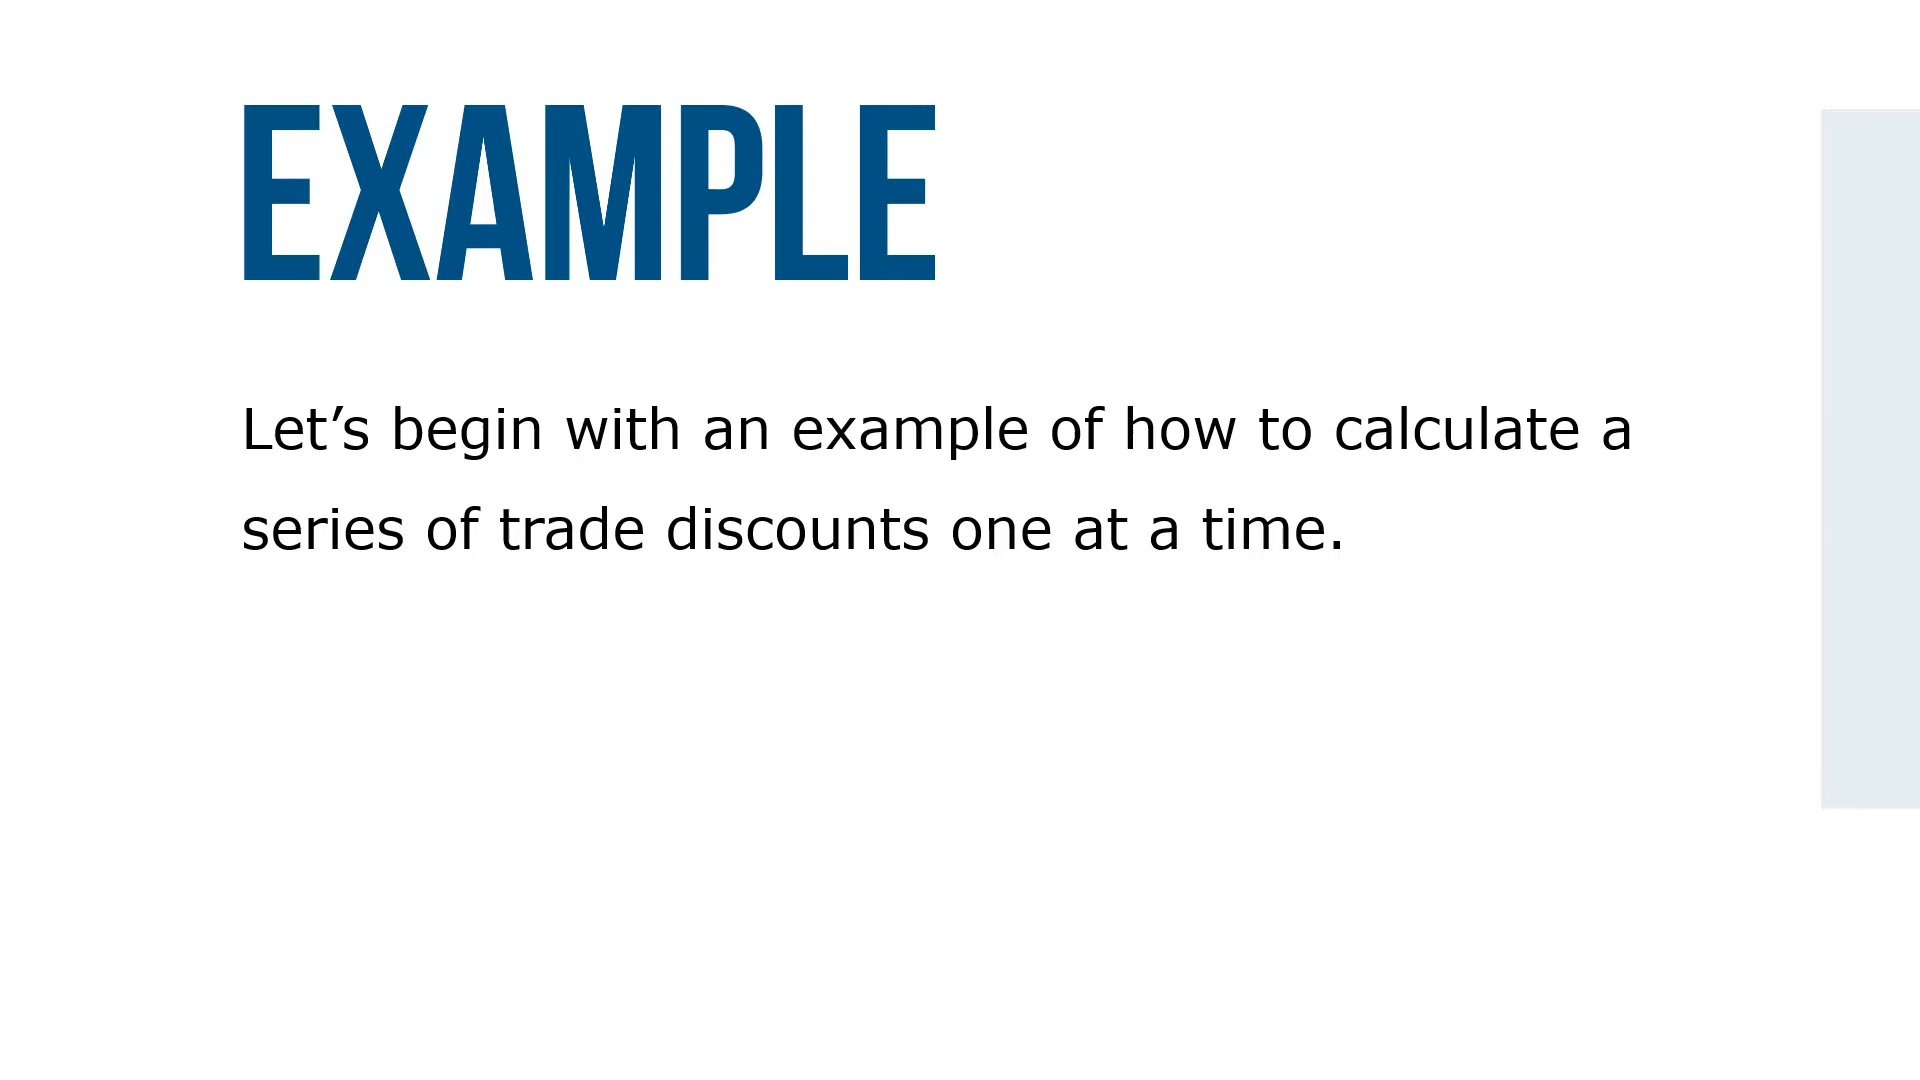 EXAMPLE
Let’s begin with an example of how to calculate a
series of trade discounts one at a time.